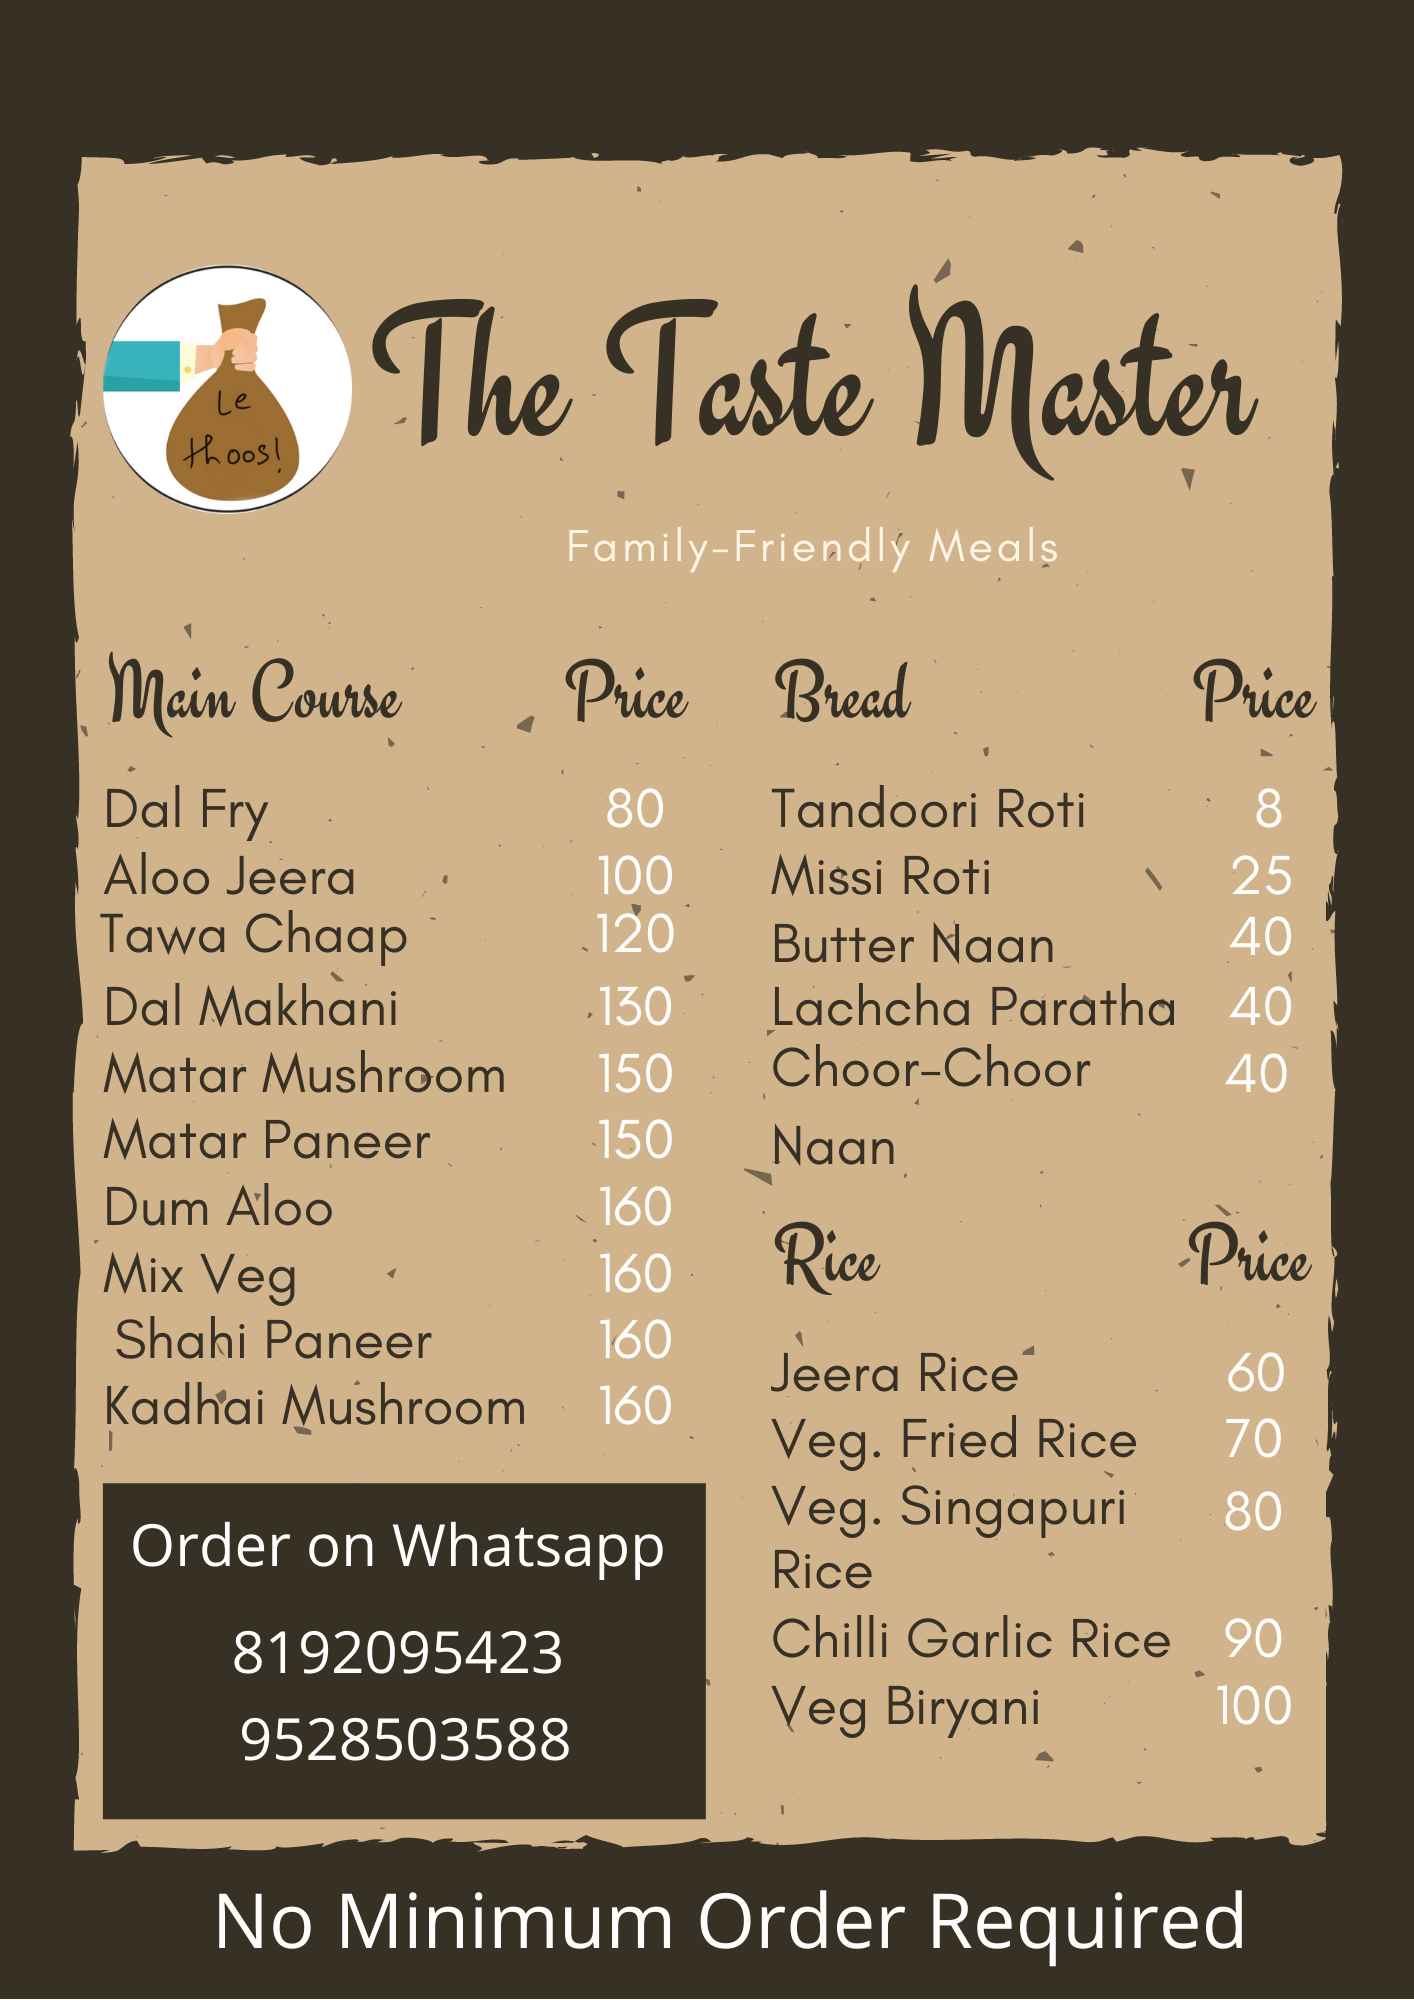 Le
thoos!
The Taste Master
Family-Friendly Meals
Main Course Price
Dal Fry 80
Aloo Jeera 100
Tawa Chaap 120
Dal Makhani 130
Matar Mushroom 150
Matar Paneer 150
Dum Aloo 160
Mix Veg 160
Shahi Paneer 160
Kadhai Mushroom 160
Bread Price
Tandoori Roti 8
Missi Roti 25
Butter Naan 40
Lachcha Paratha 40
Choor-Choor 40
Naan
Rice Price
Jeera Rice 60
Veg. Fried Rice 70
Veg. Singapuri 80
Rice
Chilli Garlic Rice 90
Veg Biryani 100
Order on Whatsapp
8192095423
9528503588
No Minimum Order Required